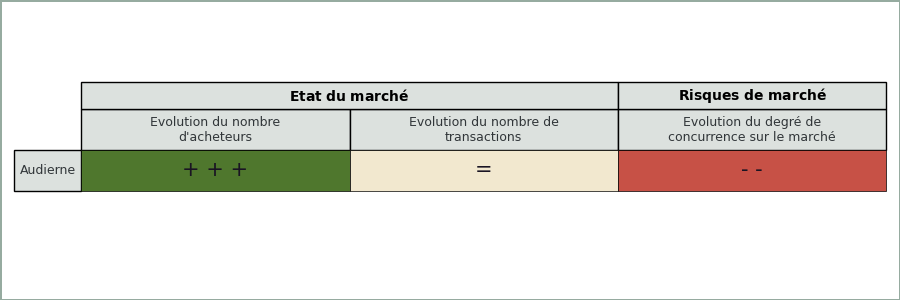 Etat du marché
Risques de marché
Evolution du nombre
d'acheteurs
Evolution du nombre de
transactions
Evolution du degré de
concurrence sur le marché
Audierne
+ + +
=
- -